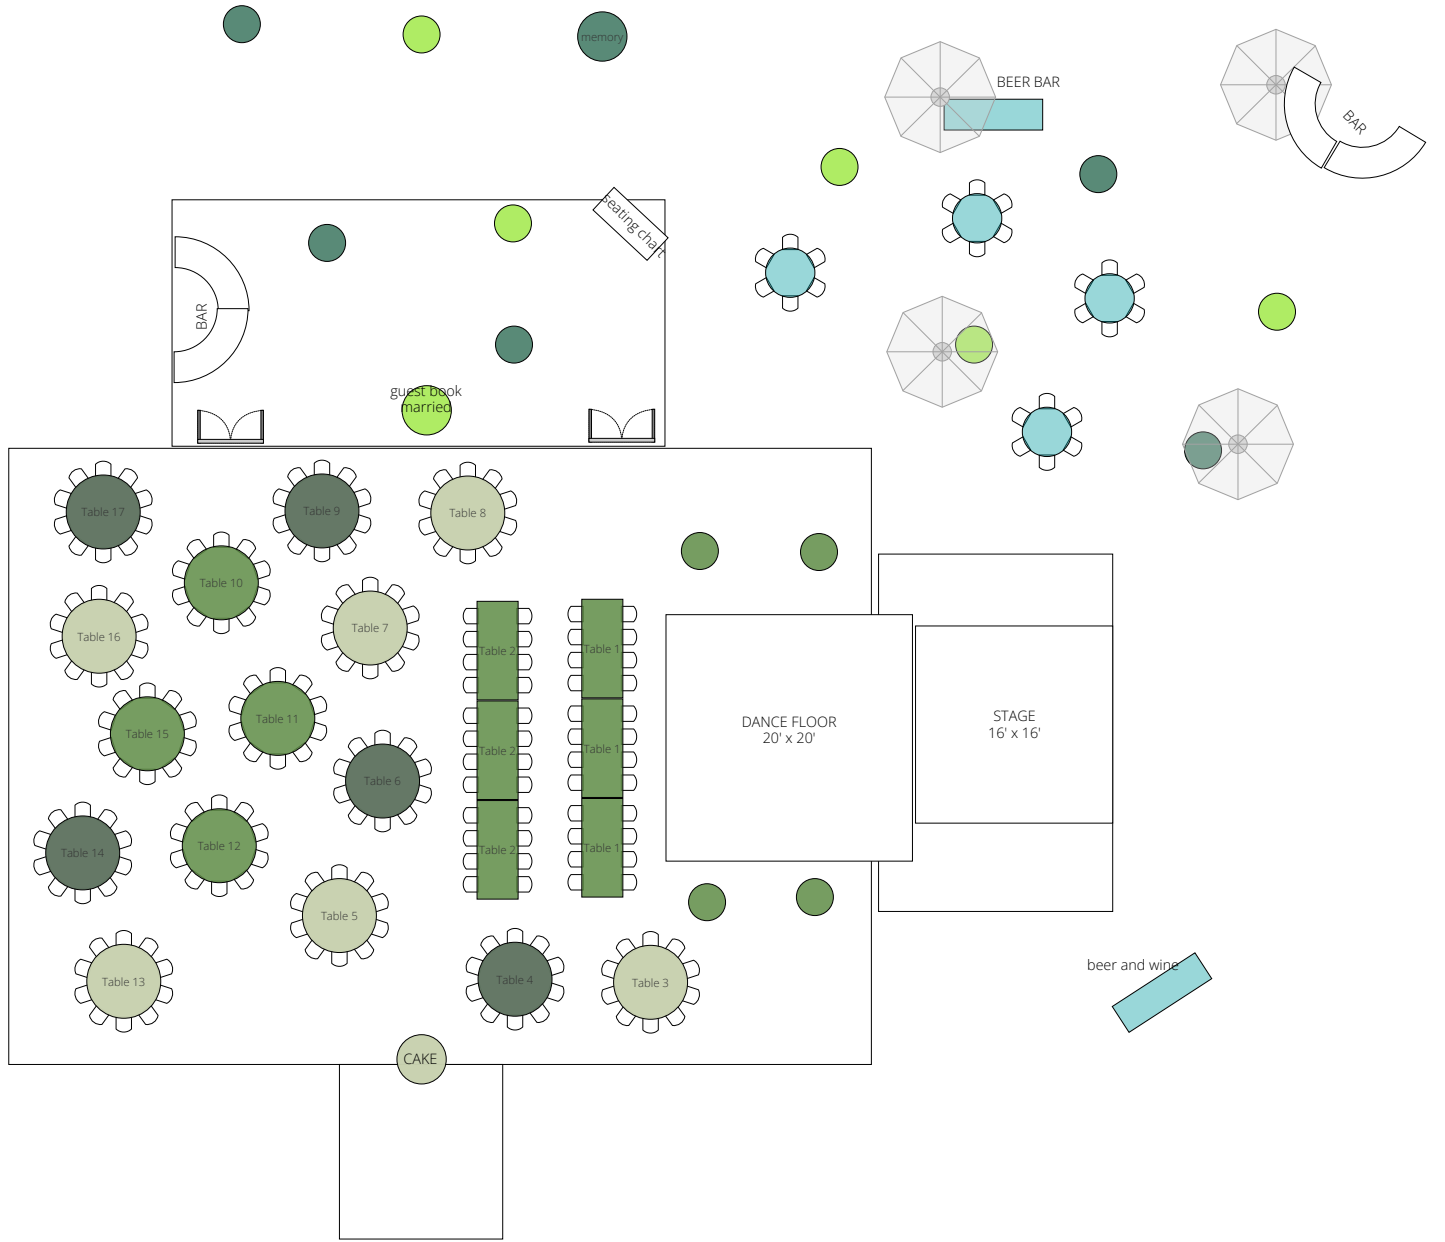 memory
BEER BAR
BAR
seating chart
BAR
guest book
married
Table 17
Table 9
Table 8
Table 10
Table 16
Table 7
Table 2
Table 1
Table 15
Table 11
Table 6
Table 2
Table 1
DANCE FLOOR
20' x 20'
STAGE
16' x 16'
Table 14
Table 12
Table 2
Table 1
Table 5
Table 13
Table 4
Table 3
beer and wine
CAKE